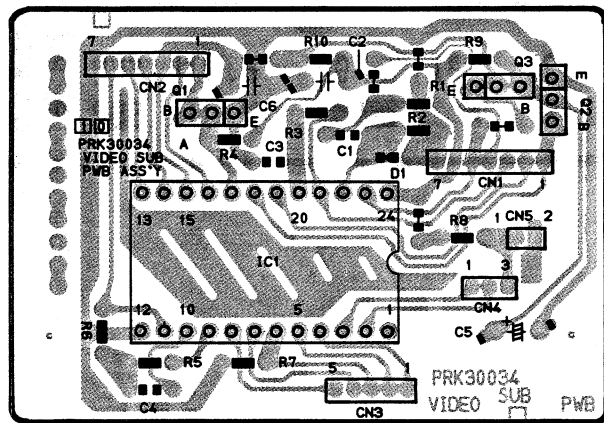 R10 C2 R9
7 1 Q3
CN2 Q1 C6 R1 E E
B E R3 R2 B Q2 B
10
PRK30034 A R4 C3 C1
VIDEO SUB
PWB ASS'Y
D1 7 CN1 1
13 15 20 24
R8 1 CN5 2
IC1
1 3
CN4
12 10 5 1
R6 C5 +
R5 R7
C4 5 1
CN3
PRK30034
VIDEO SUB PWB